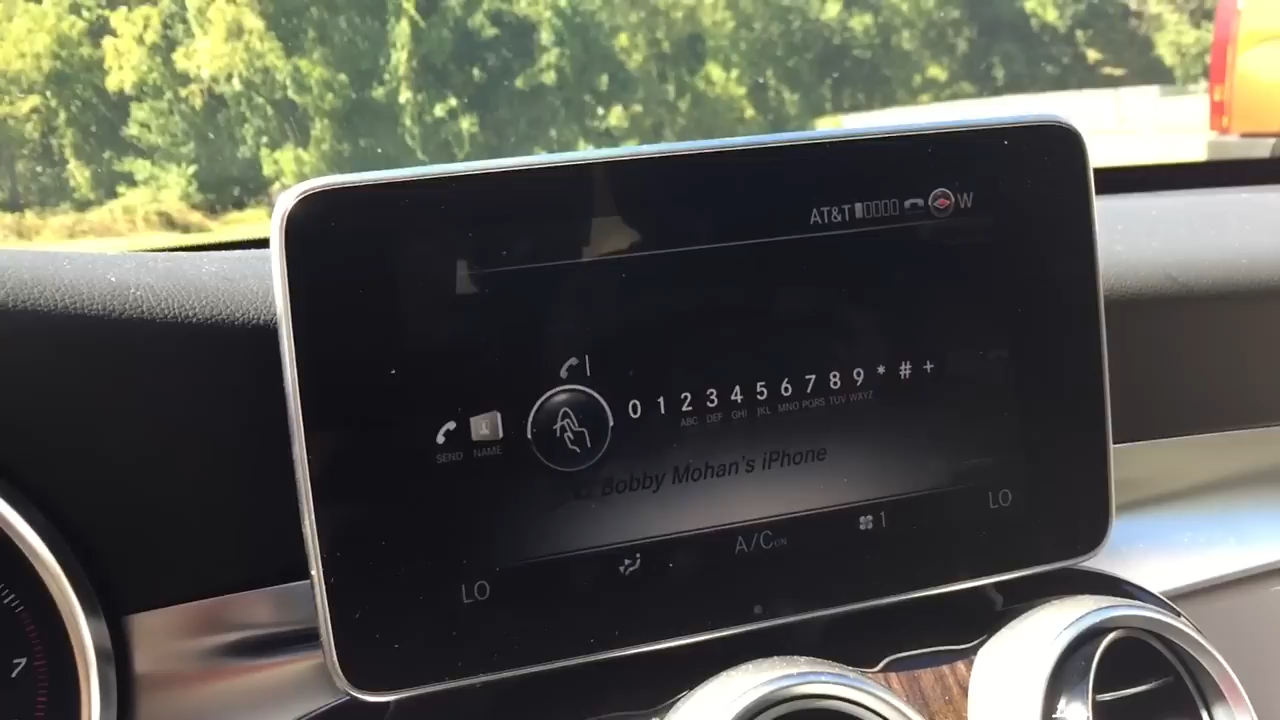 AT&T W
0 1 2 3 4 5 6 7 8 9 * # +
ABC DEF GHI JKL MNO PQRS TUV WXYZ
SEND NAME
Bobby Mohan's iPhone
LO A/C ON 1 LO
7